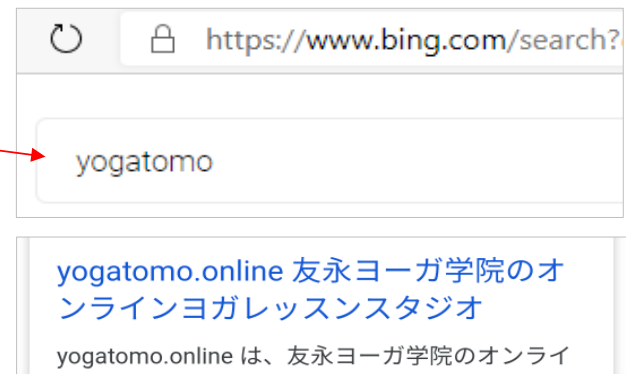 https://www.bing.com/search?
yogatomo
yogatomo.online 友永ヨーガ学院のオ
ンラインヨガレッスンスタジオ
yogatomo.online は、友永ヨーガ学院のオンライ